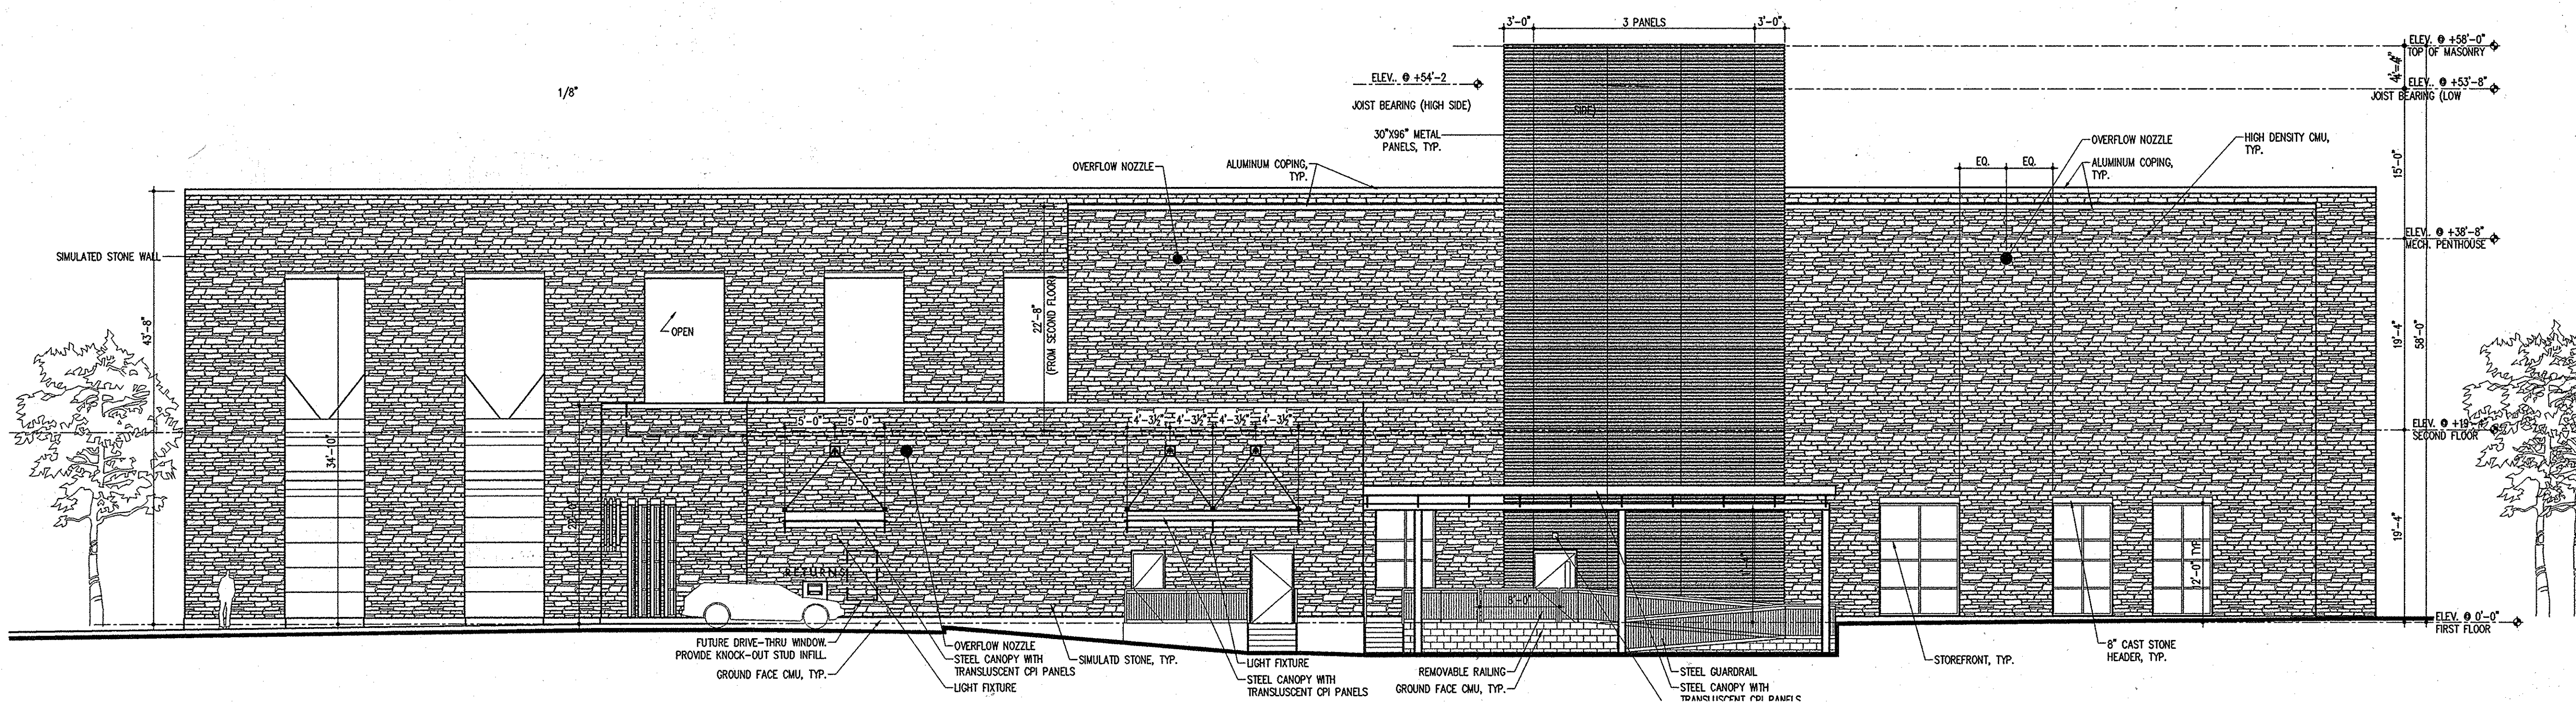 3'-0"
3 PANELS
3'-0"
ELEV. @ +58'-0"
TOP OF MASONRY
ELEV.. @ +54'-2
JOIST BEARING (HIGH SIDE)
ELEV.. @ +53'-8"
JOIST BEARING (LOW
SIDE)
1/8"
30"X96" METAL
PANELS, TYP.
OVERFLOW NOZZLE
ALUMINUM COPING,
TYP.
EQ.
EQ.
OVERFLOW NOZZLE
ALUMINUM COPING,
TYP.
HIGH DENSITY CMU,
TYP.
15'-0"
ELEV.. @ +38'-8"
MECH. PENTHOUSE
SIMULATED STONE WALL
43'-8"
OPEN
22'-8"
(FROM SECOND FLOOR)
19'-4"
58'-0"
34'-10"
5'-0"
5'-0"
4'-3½"
4'-3½"
4'-3½"
4'-3½"
SECOND FLOOR
19'-4"
RETURNS
8'-0"
ELEV. @ 0'-0"
FIRST FLOOR
FUTURE DRIVE-THRU WINDOW.
PROVIDE KNOCK-OUT STUD INFILL.
GROUND FACE CMU, TYP.
OVERFLOW NOZZLE
STEEL CANOPY WITH
TRANSLUSCENT CPI PANELS
LIGHT FIXTURE
SIMULATD STONE, TYP.
LIGHT FIXTURE
STEEL CANOPY WITH
TRANSLUSCENT CPI PANELS
REMOVABLE RAILING
GROUND FACE CMU, TYP.
STEEL GUARDRAIL
STEEL CANOPY WITH
TRANSLUSCENT CPI PANELS
STOREFRONT, TYP.
8" CAST STONE
HEADER, TYP.